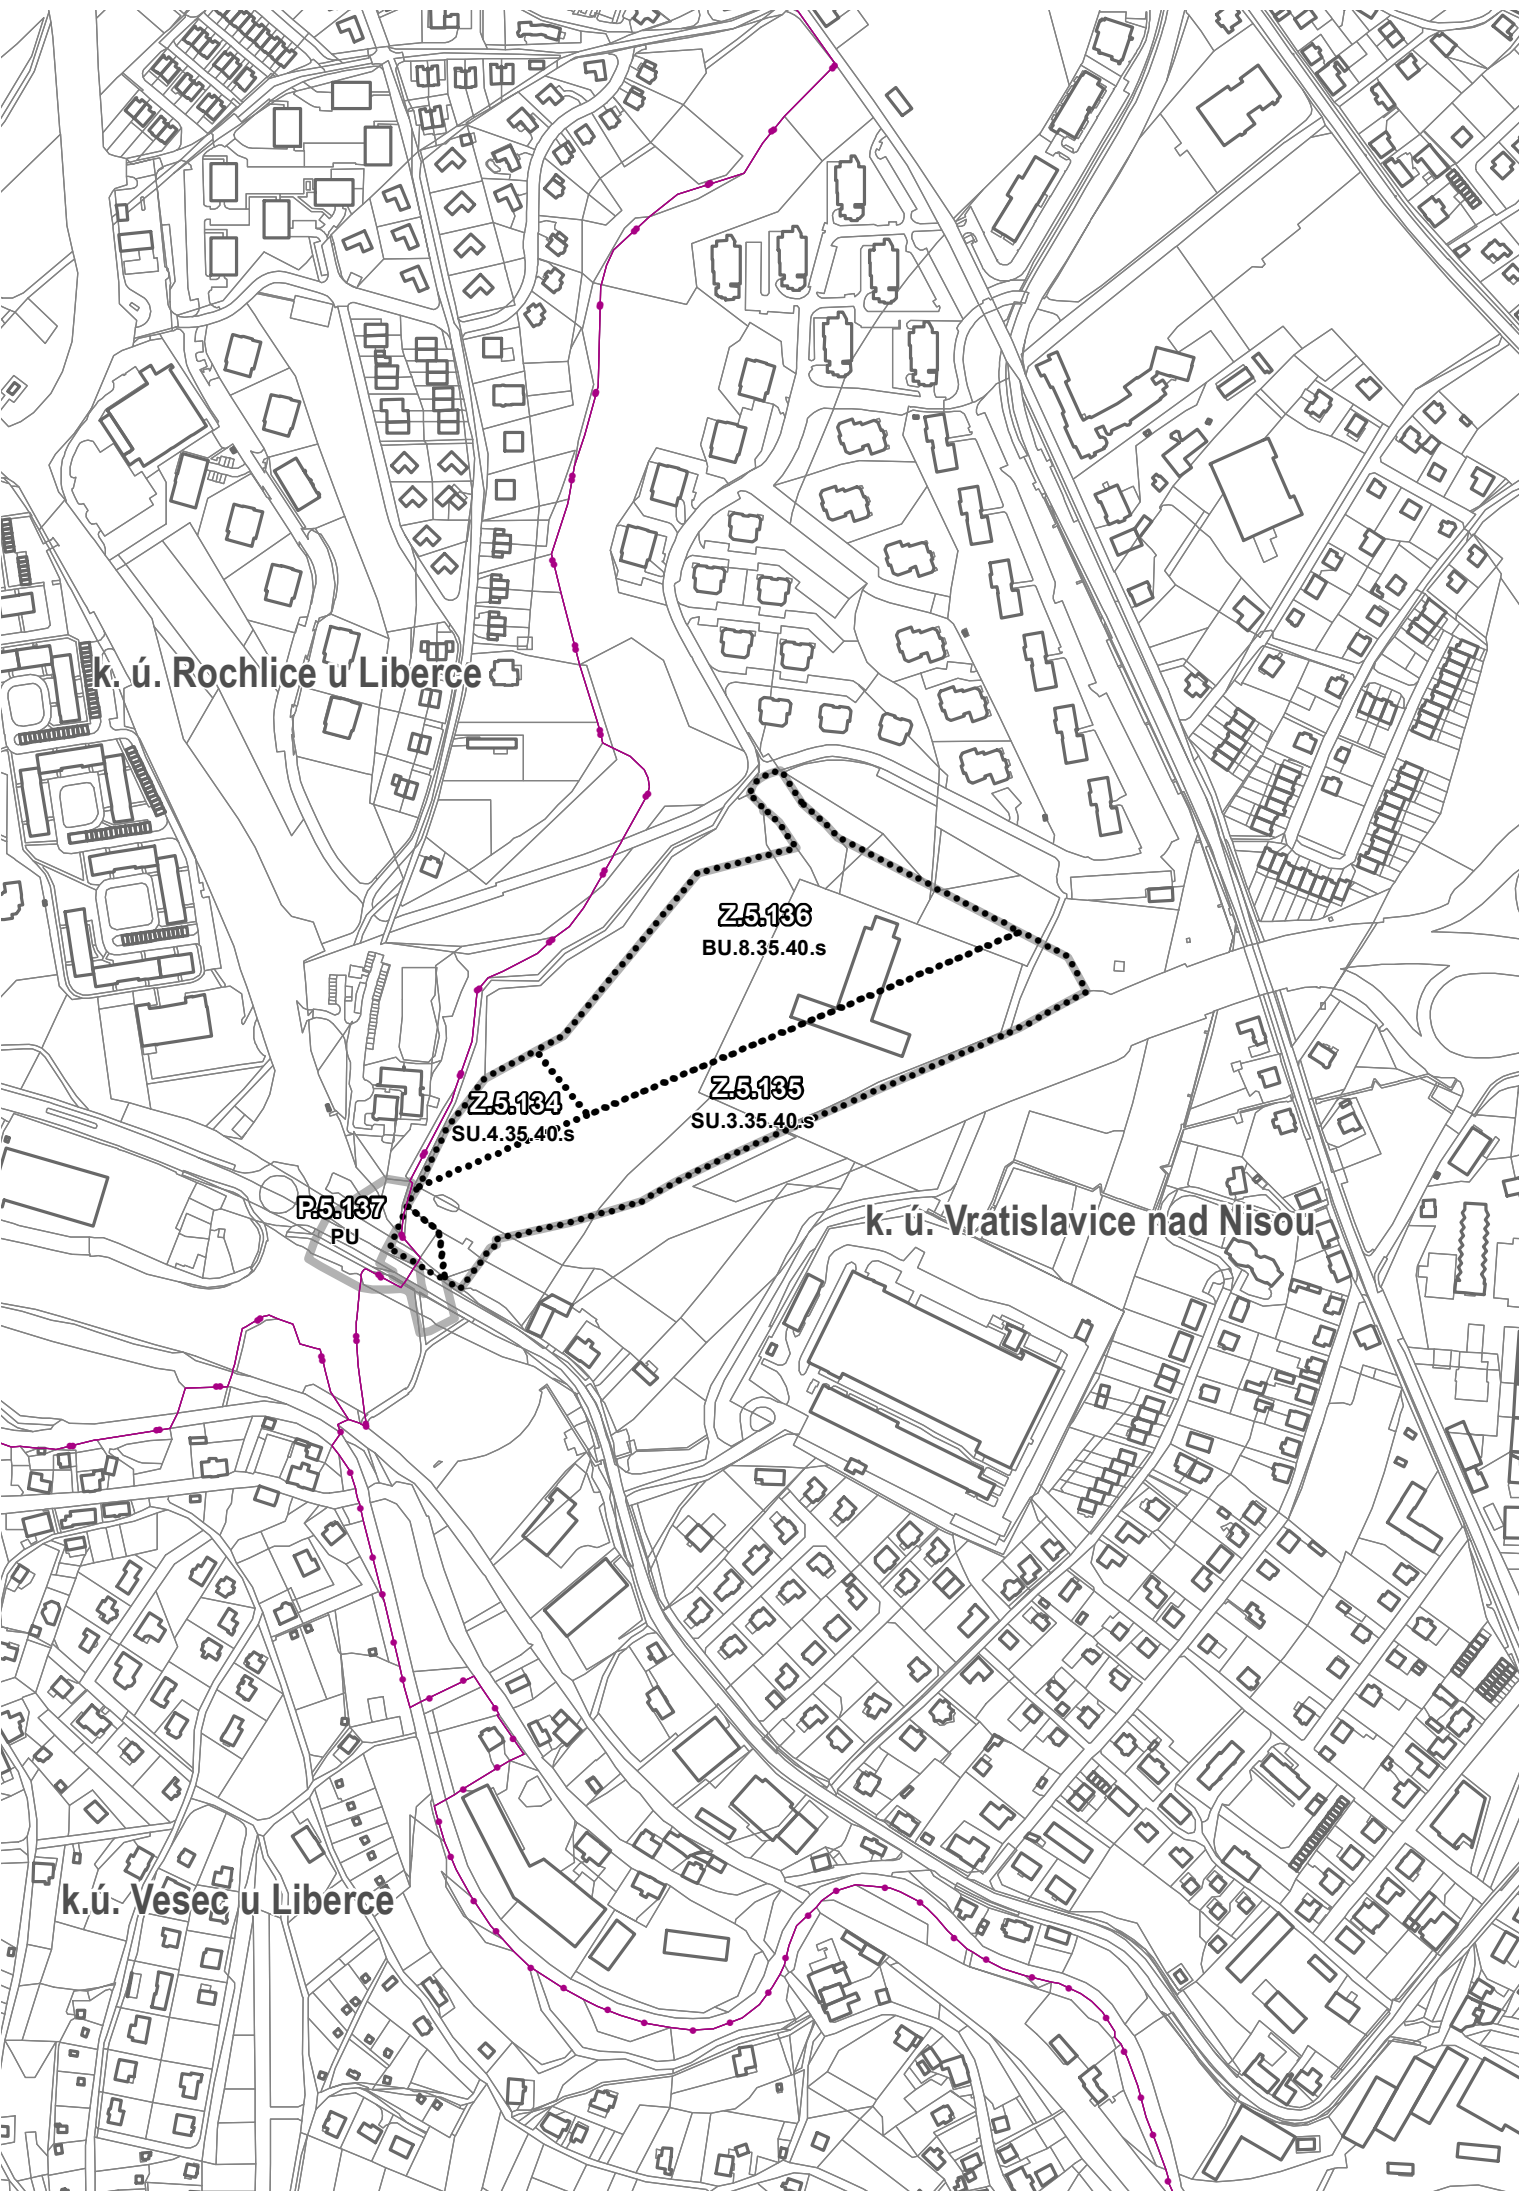 k. ú. Rochlice u Liberce
Z.5.136
BU.8.35.40.s
Z.5.134
SU.4.35.40.s
Z.5.135
SU.3.35.40.s
P.5.137
PU
k. ú. Vratislavice nad Nisou
k.ú. Vesec u Liberce